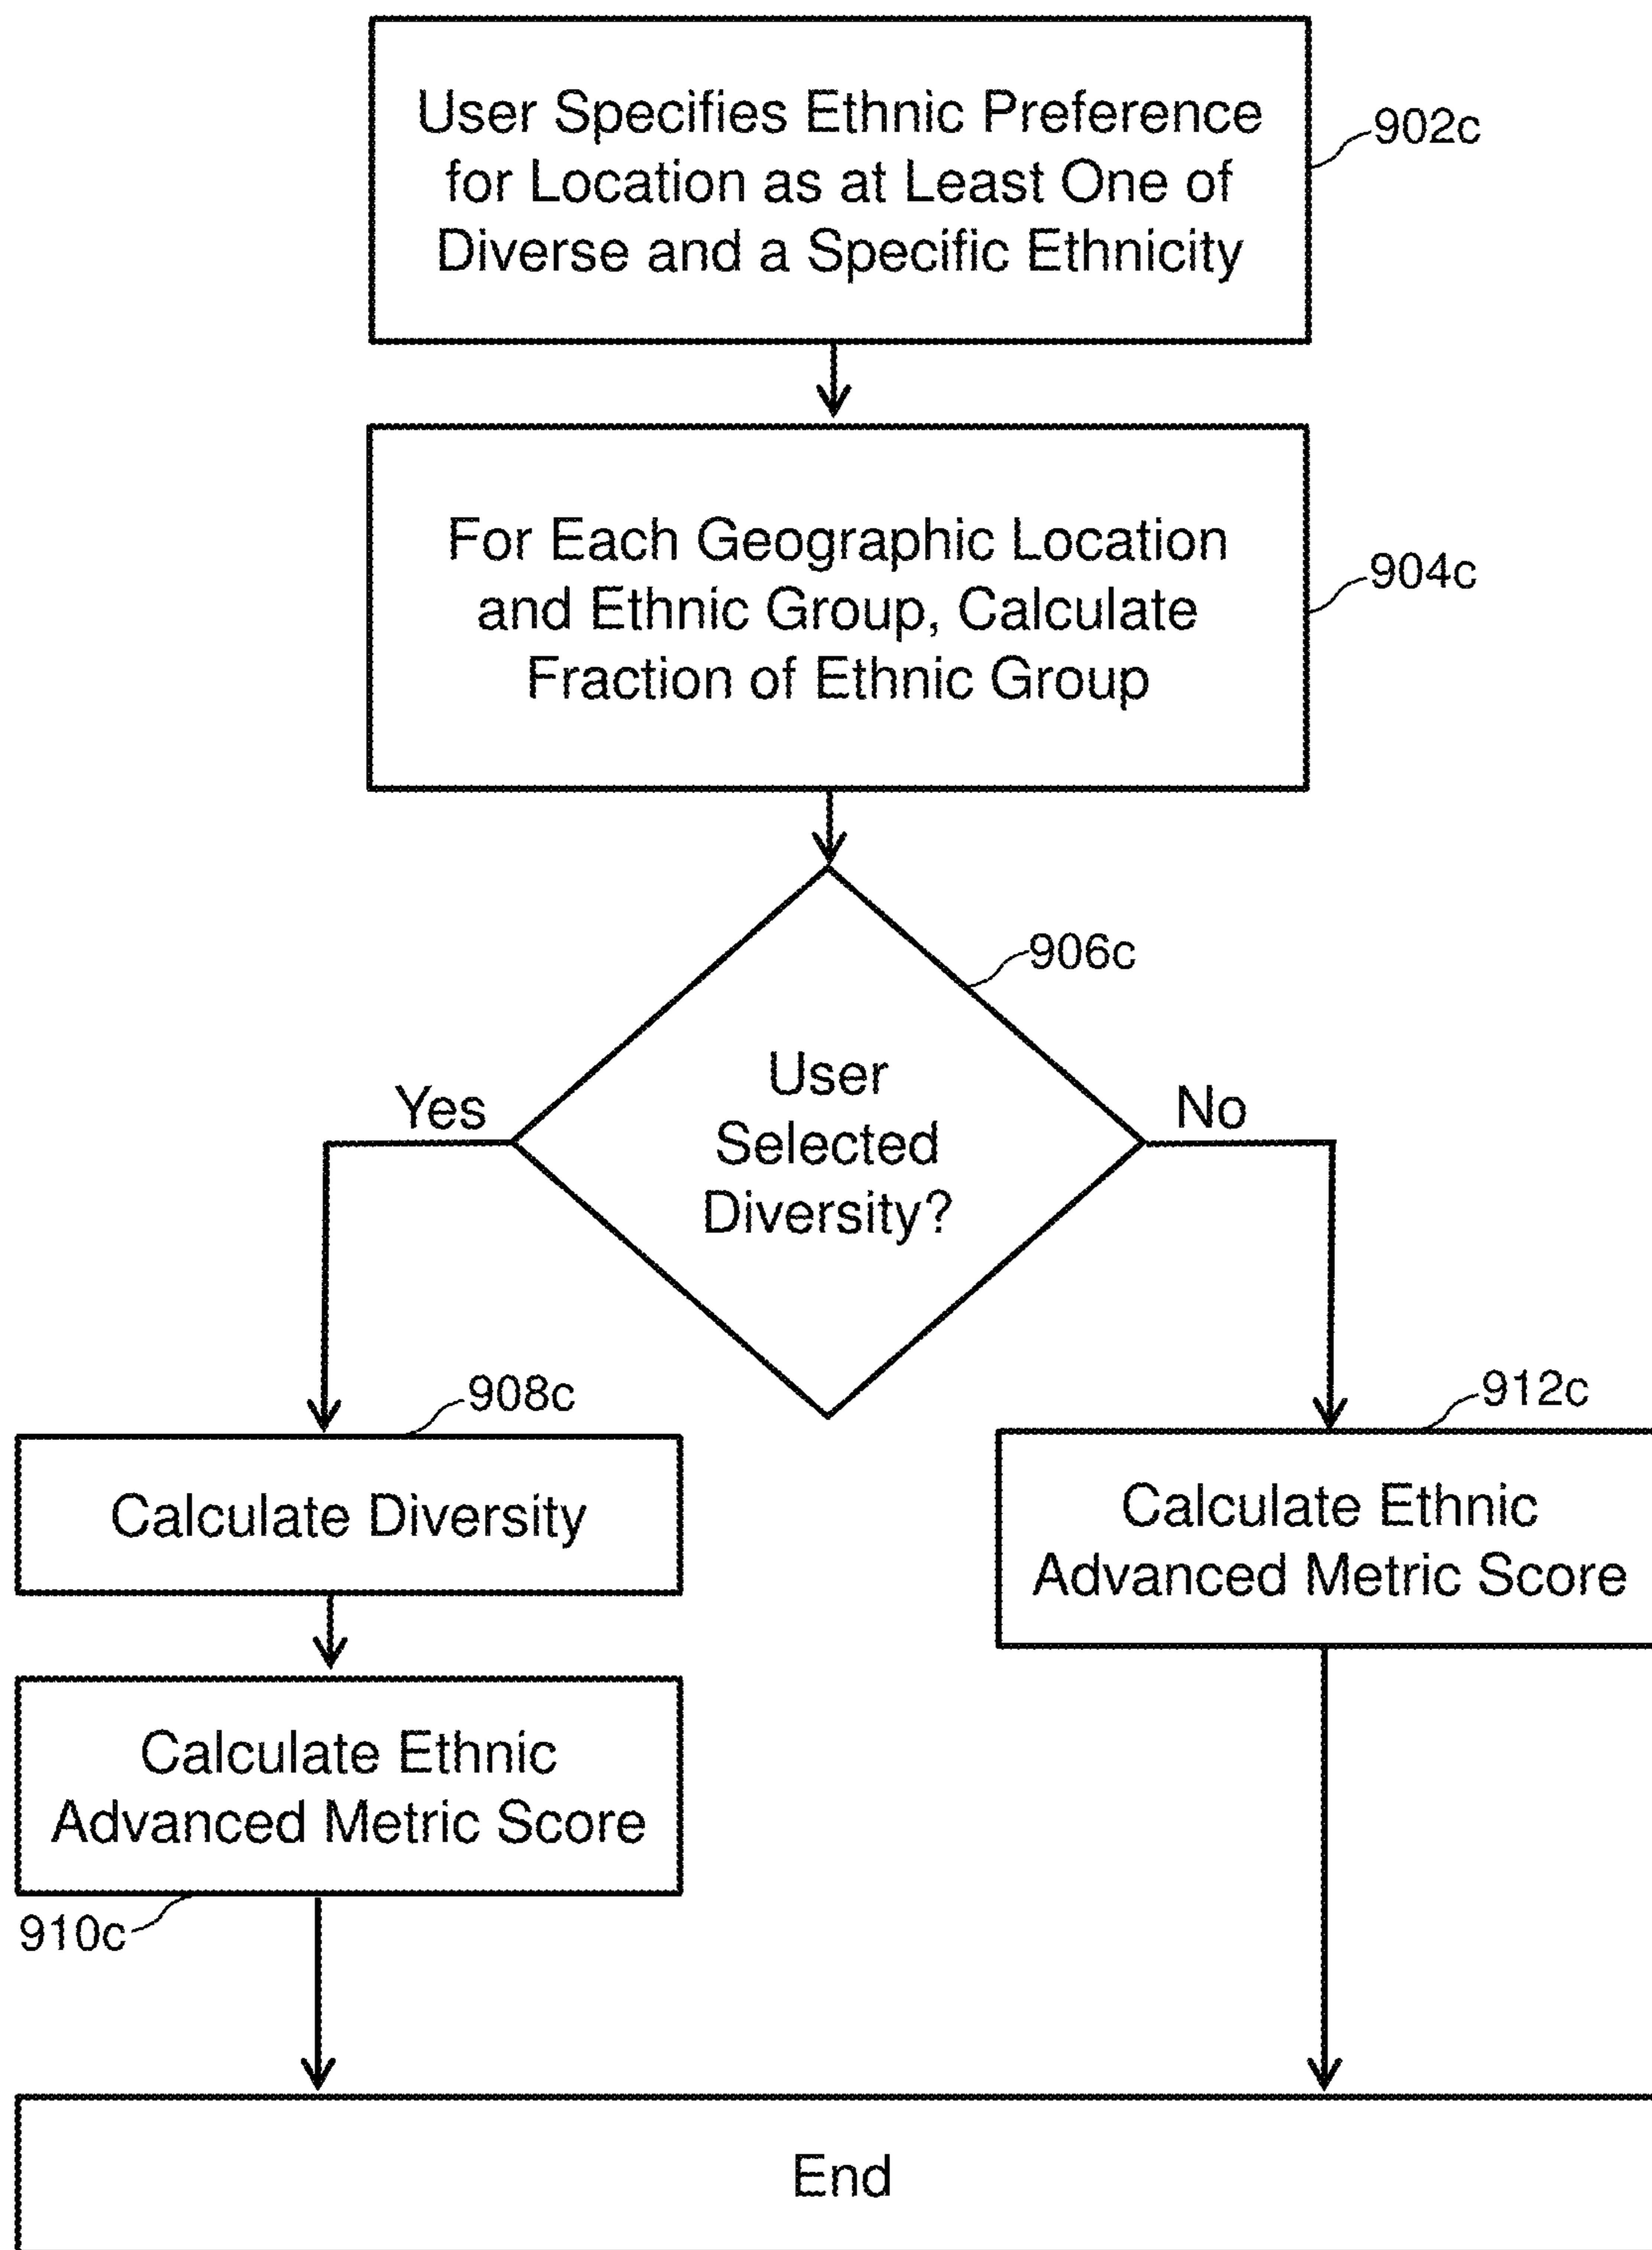 User Specifies Ethnic Preference
for Location as at Least One of
Diverse and a Specific Ethnicity
902c
For Each Geographic Location
and Ethnic Group, Calculate
Fraction of Ethnic Group
904c
906c
User
Selected
Diversity?
Yes
No
908c
Calculate Diversity
912c
Calculate Ethnic
Advanced Metric Score
Calculate Ethnic
Advanced Metric Score
910c
End